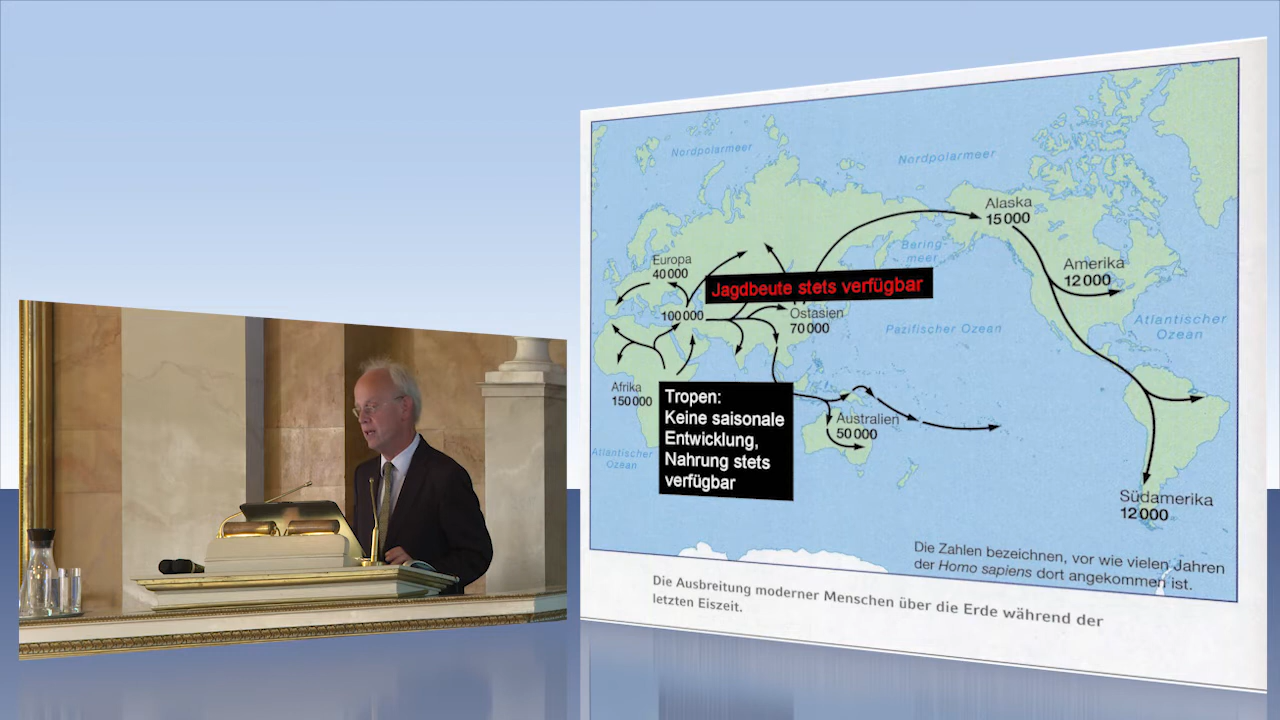 Nordpolarmeer
Nordpolarmeer
Alaska
15 000
Bering-
meer
Europa
40 000
Amerika
12 000
Jagdbeute stets verfügbar
100 000
Ostasien
70 000
Pazifischer Ozean
Atlantischer
Ozean
Afrika
150 000
Tropen:
Keine saisonale
Entwicklung,
Nahrung stets
verfügbar
Australien
50 000
Atlantischer
Ozean
Südamerika
12 000
Die Zahlen bezeichnen, vor wie vielen Jahren
der Homo sapiens dort angekommen ist.
Die Ausbreitung moderner Menschen über die Erde während der
letzten Eiszeit.